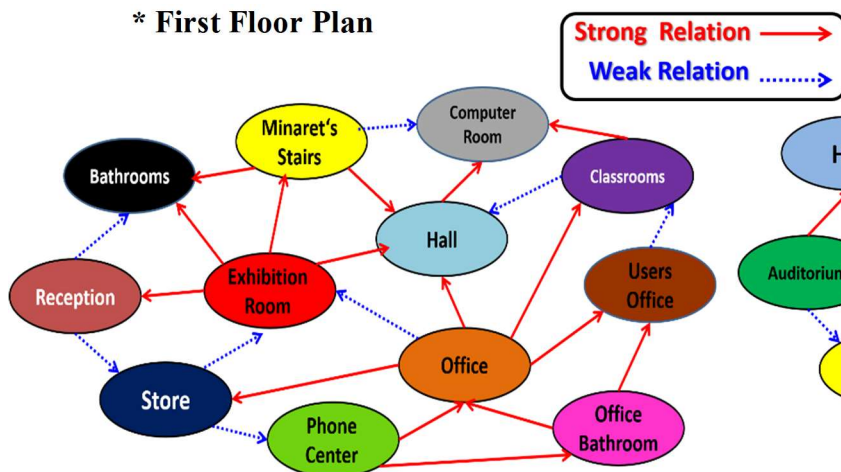 * First Floor Plan
Strong Relation
Weak Relation
Minaret's
Stairs
Computer
Room
Bathrooms
Classrooms
Hall
Reception
Exhibition
Room
Users
Office
Auditorium
Office
Store
Phone
Center
Office
Bathroom